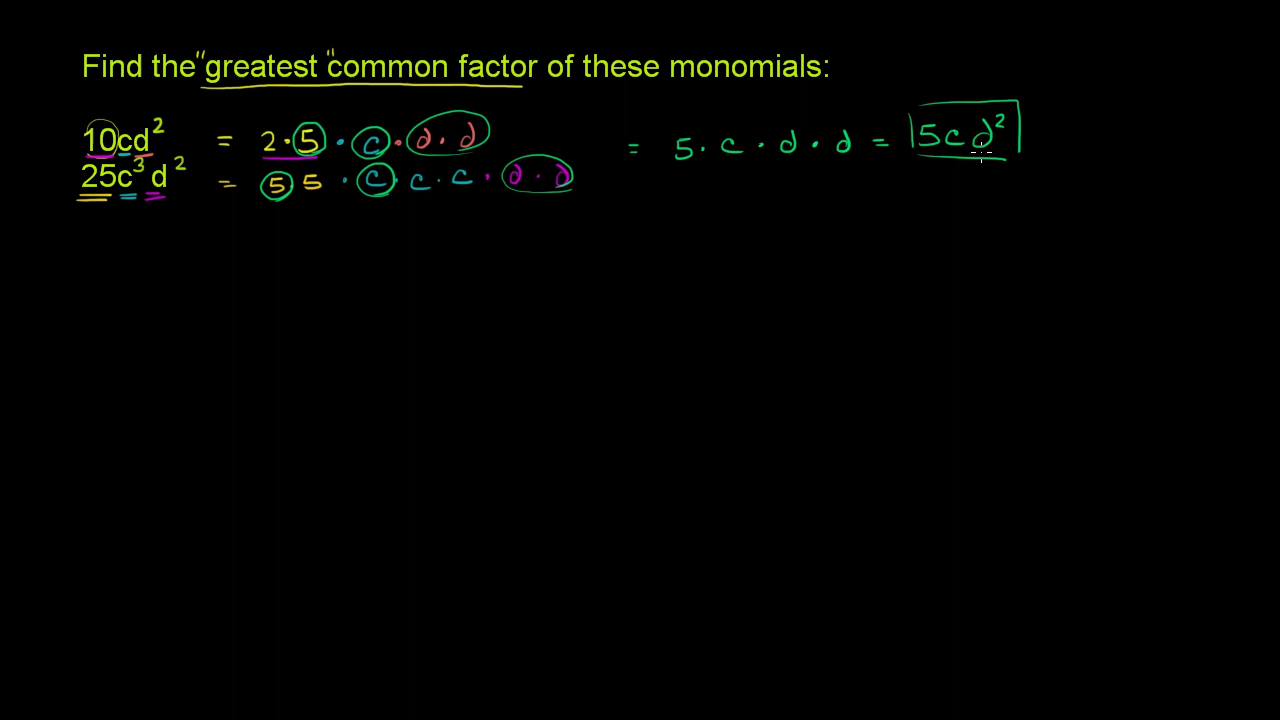 Find the "greatest" common factor of these monomials:
10cd² = 2·5·c·d·d = 5·c·d·d = 5cd²
25c³d² = 5·5·c·c·c·d·d